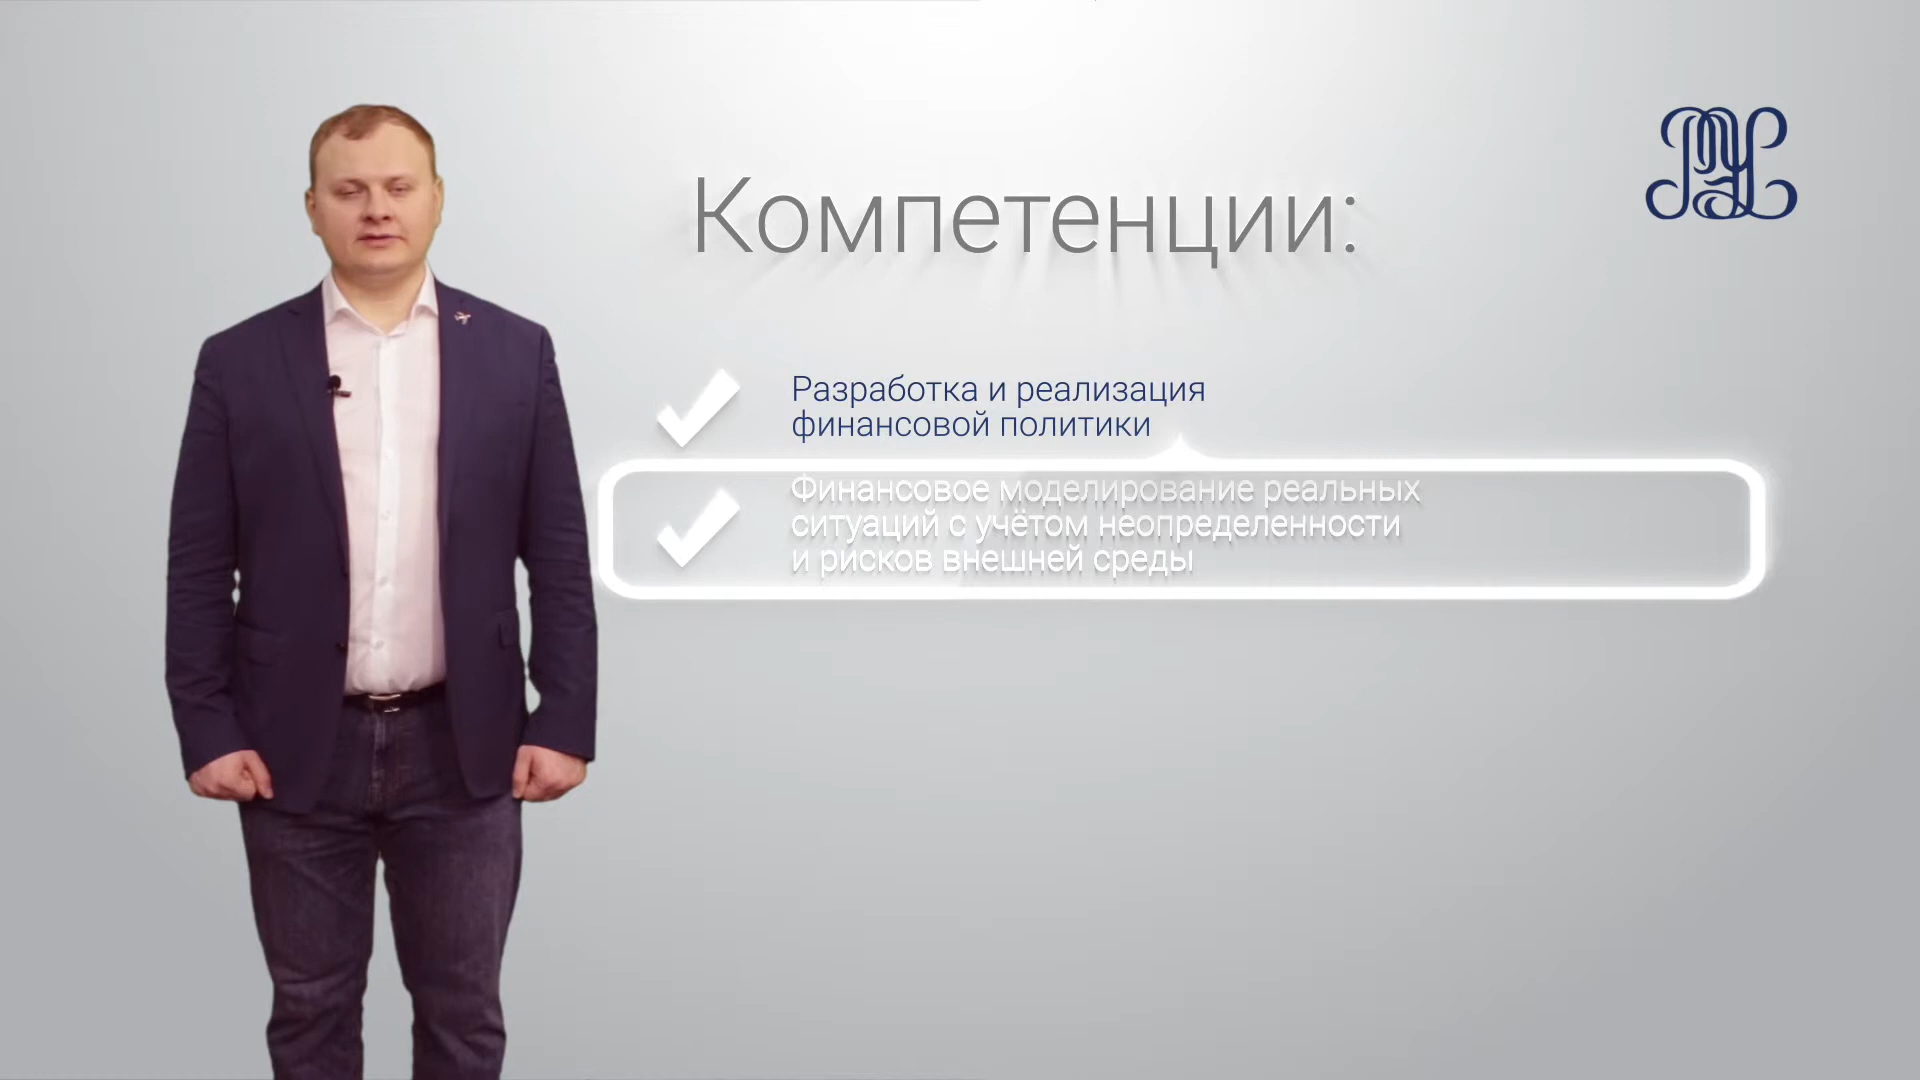 Компетенции:
Разработка и реализация
финансовой политики
Финансовое моделирование реальных
ситуаций с учётом неопределенности
и рисков внешней среды